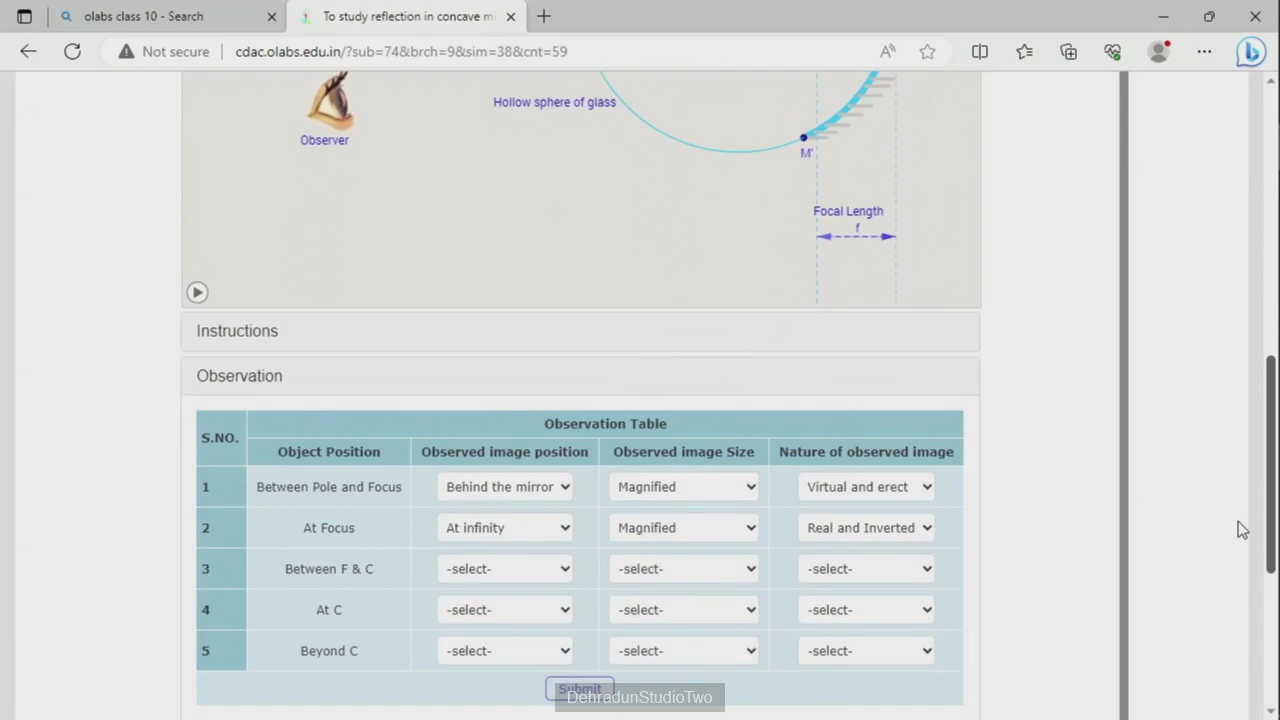 olabs class 10 - Search
To study reflection in concave mi
Not secure
cdac.olabs.edu.in/?sub=74&brch=9&sim=38&cnt=59
Hollow sphere of glass
Observer
M'
Focal Length
f
Instructions
Observation
S.NO.
Observation Table
Object Position Observed image position Observed image Size Nature of observed image
1 Between Pole and Focus Behind the mirror Magnified Virtual and erect
2 At Focus At infinity Magnified Real and Inverted
3 Between F & C -select- -select- -select-
4 At C -select- -select- -select-
5 Beyond C -select- -select- -select-
Submit
DehradunStudioTwo